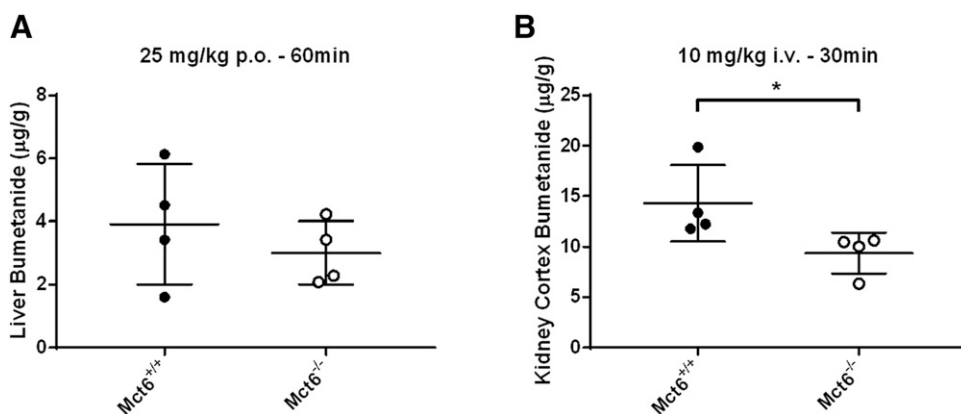 A
25 mg/kg p.o. - 60min
Liver Bumetanide (μg/g)
8
6
4
2
0
Mct6+/+
Mct6-/-
B
10 mg/kg i.v. - 30min
Kidney Cortex Bumetanide (μg/g)
25
20
15
10
5
0
*
Mct6+/+
Mct6-/-